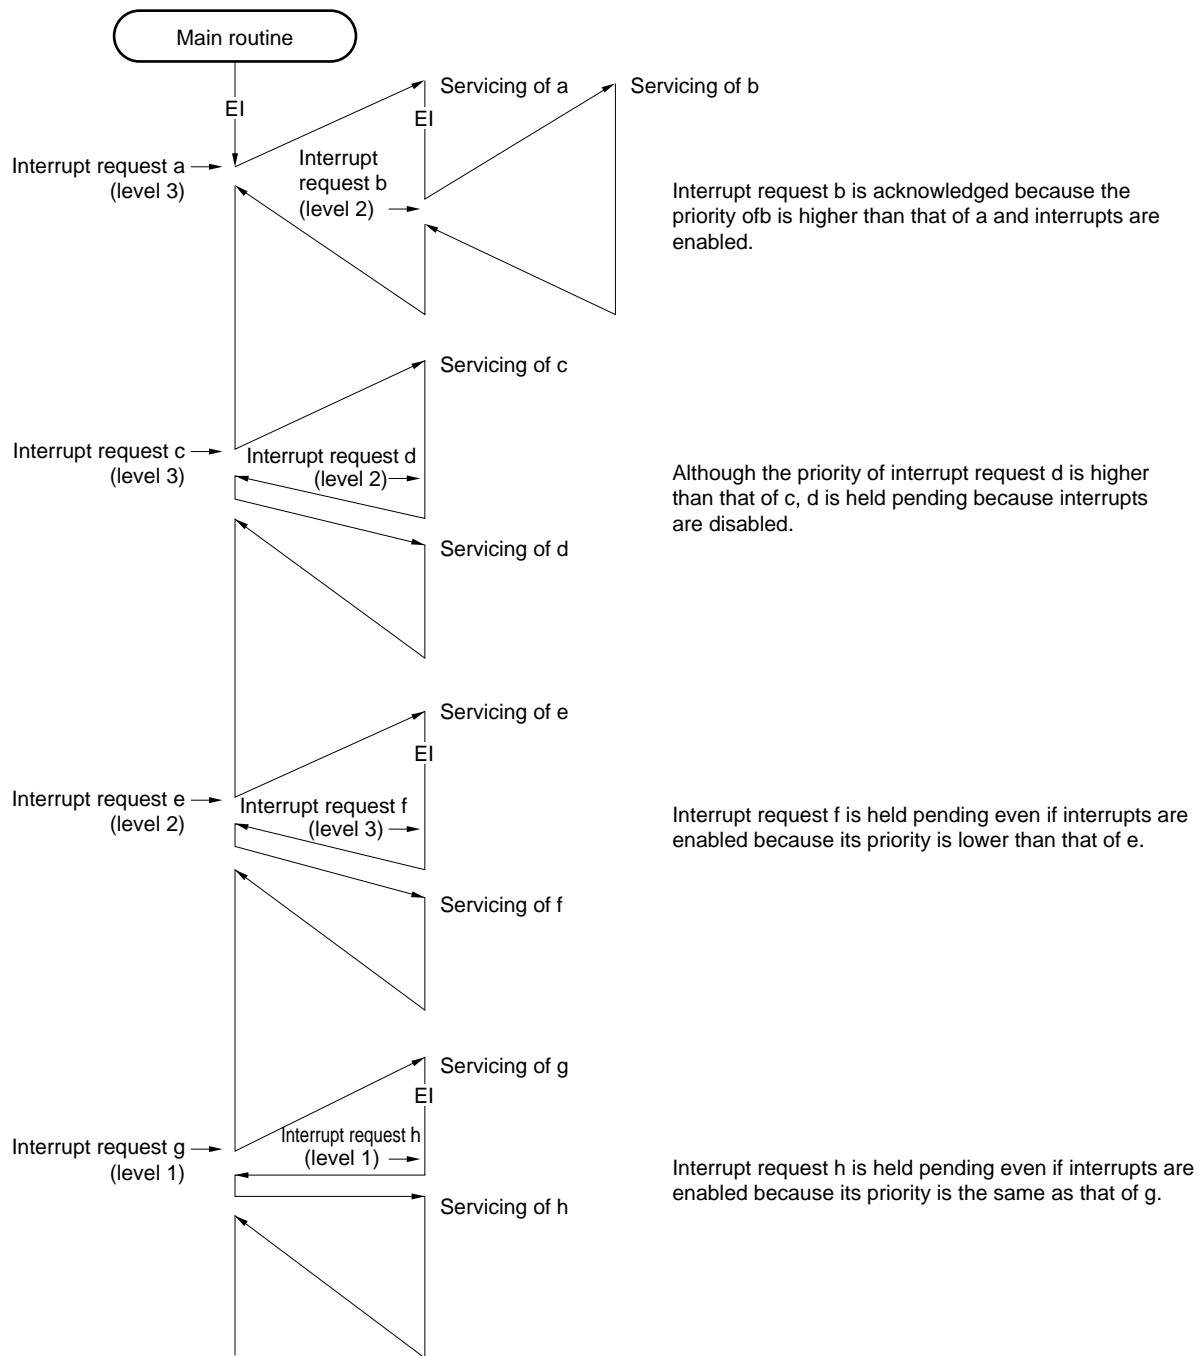 Main routine
EI
Servicing of a
Servicing of b
EI
Interrupt request a
(level 3)
Interrupt
request b
(level 2)
Interrupt request b is acknowledged because the
priority ofb is higher than that of a and interrupts are
enabled.
Servicing of c
Interrupt request c
(level 3)
Interrupt request d
(level 2)
Although the priority of interrupt request d is higher
than that of c, d is held pending because interrupts
are disabled.
Servicing of d
Servicing of e
EI
Interrupt request e
(level 2)
Interrupt request f
(level 3)
Interrupt request f is held pending even if interrupts are
enabled because its priority is lower than that of e.
Servicing of f
Servicing of g
EI
Interrupt request g
(level 1)
Interrupt request h
(level 1)
Interrupt request h is held pending even if interrupts are
enabled because its priority is the same as that of g.
Servicing of h